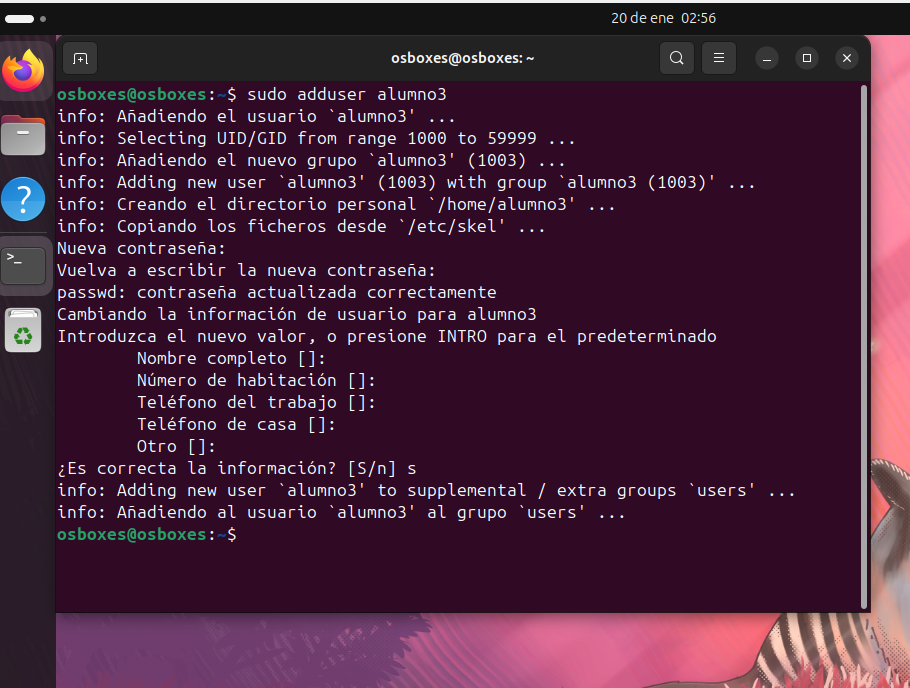 20 de ene 02:56
osboxes@osboxes: ~
osboxes@osboxes:~$ sudo adduser alumno3
info: Añadiendo el usuario `alumno3' ...
info: Selecting UID/GID from range 1000 to 59999 ...
info: Añadiendo el nuevo grupo `alumno3' (1003) ...
info: Adding new user `alumno3' (1003) with group `alumno3 (1003)' ...
info: Creando el directorio personal `/home/alumno3' ...
info: Copiando los ficheros desde `/etc/skel' ...
Nueva contraseña:
Vuelva a escribir la nueva contraseña:
passwd: contraseña actualizada correctamente
Cambiando la información de usuario para alumno3
Introduzca el nuevo valor, o presione INTRO para el predeterminado
Nombre completo []:
Número de habitación []:
Teléfono del trabajo []:
Teléfono de casa []:
Otro []:
¿Es correcta la información? [S/n] s
info: Adding new user `alumno3' to supplemental / extra groups `users' ...
info: Añadiendo al usuario `alumno3' al grupo `users' ...
osboxes@osboxes:~$